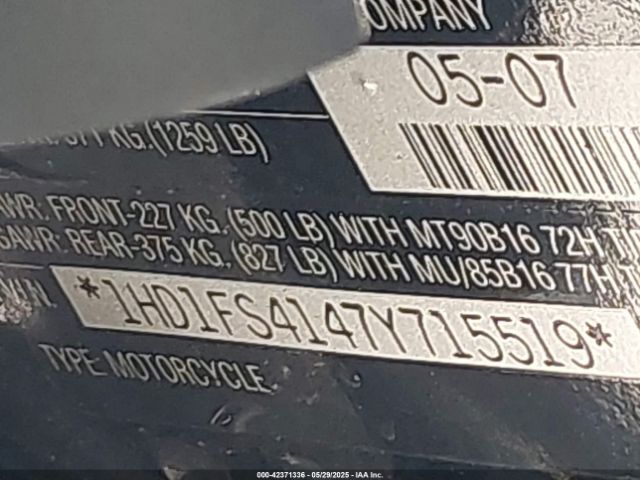 COMPANY
05-07
KG.(1259 LB)
GAWR: FRONT-227 KG. (500 LB) WITH MT90B16 72H
GAWR: REAR-375 KG., (827 LB) WITH MU/85B16 77H
V.I.N. *1HD1FS4147Y715519*
TYPE MOTORCYCLE
000-42371336 - 05/29/2025 - IAA Inc.